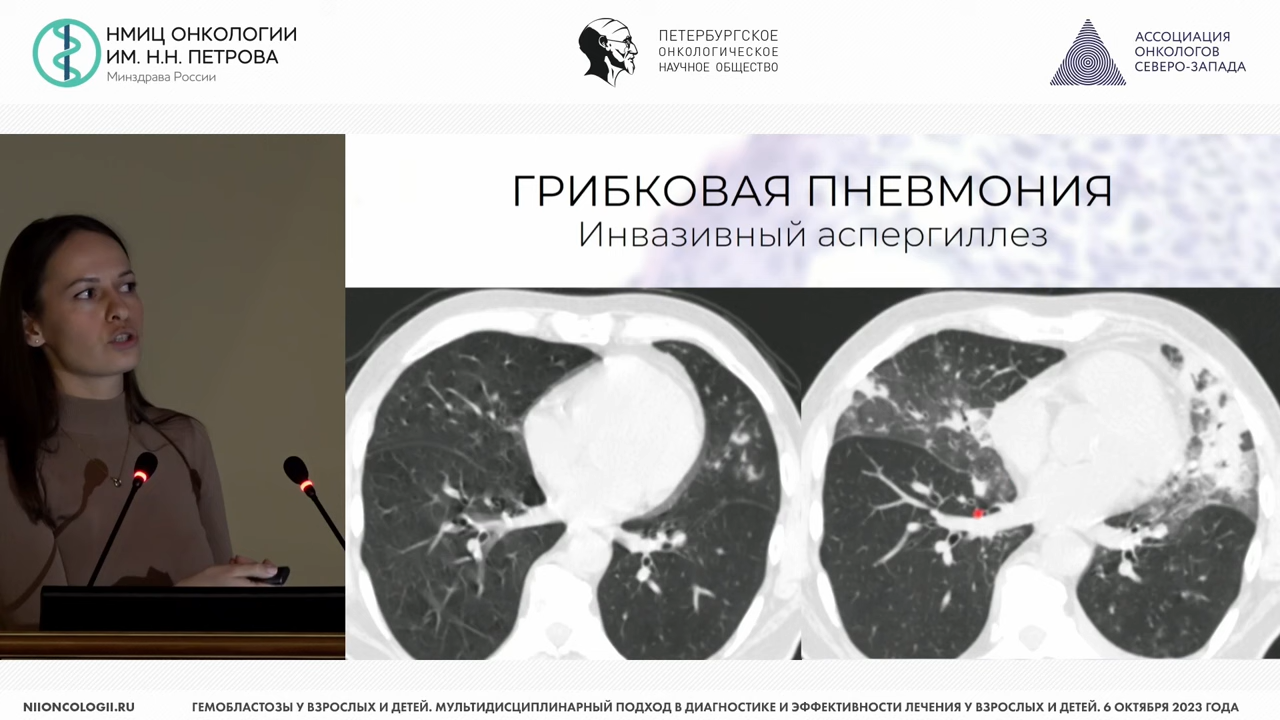 НМИЦ ОНКОЛОГИИ
ИМ. Н.Н. ПЕТРОВА
Минздрава России
ПЕТЕРБУРГСКОЕ
ОНКОЛОГИЧЕСКОЕ
НАУЧНОЕ ОБЩЕСТВО
АССОЦИАЦИЯ
ОНКОЛОГОВ
СЕВЕРО-ЗАПАДА
ГРИБКОВАЯ ПНЕВМОНИЯ
Инвазивный аспергиллез
NIIONCOLOGII.RU
ГЕМОБЛАСТОЗЫ У ВЗРОСЛЫХ И ДЕТЕЙ. МУЛЬТИДИСЦИПЛИНАРНЫЙ ПОДХОД В ДИАГНОСТИКЕ И ЭФФЕКТИВНОСТИ ЛЕЧЕНИЯ У ВЗРОСЛЫХ И ДЕТЕЙ. 6 ОКТЯБРЯ 2023 ГОДА